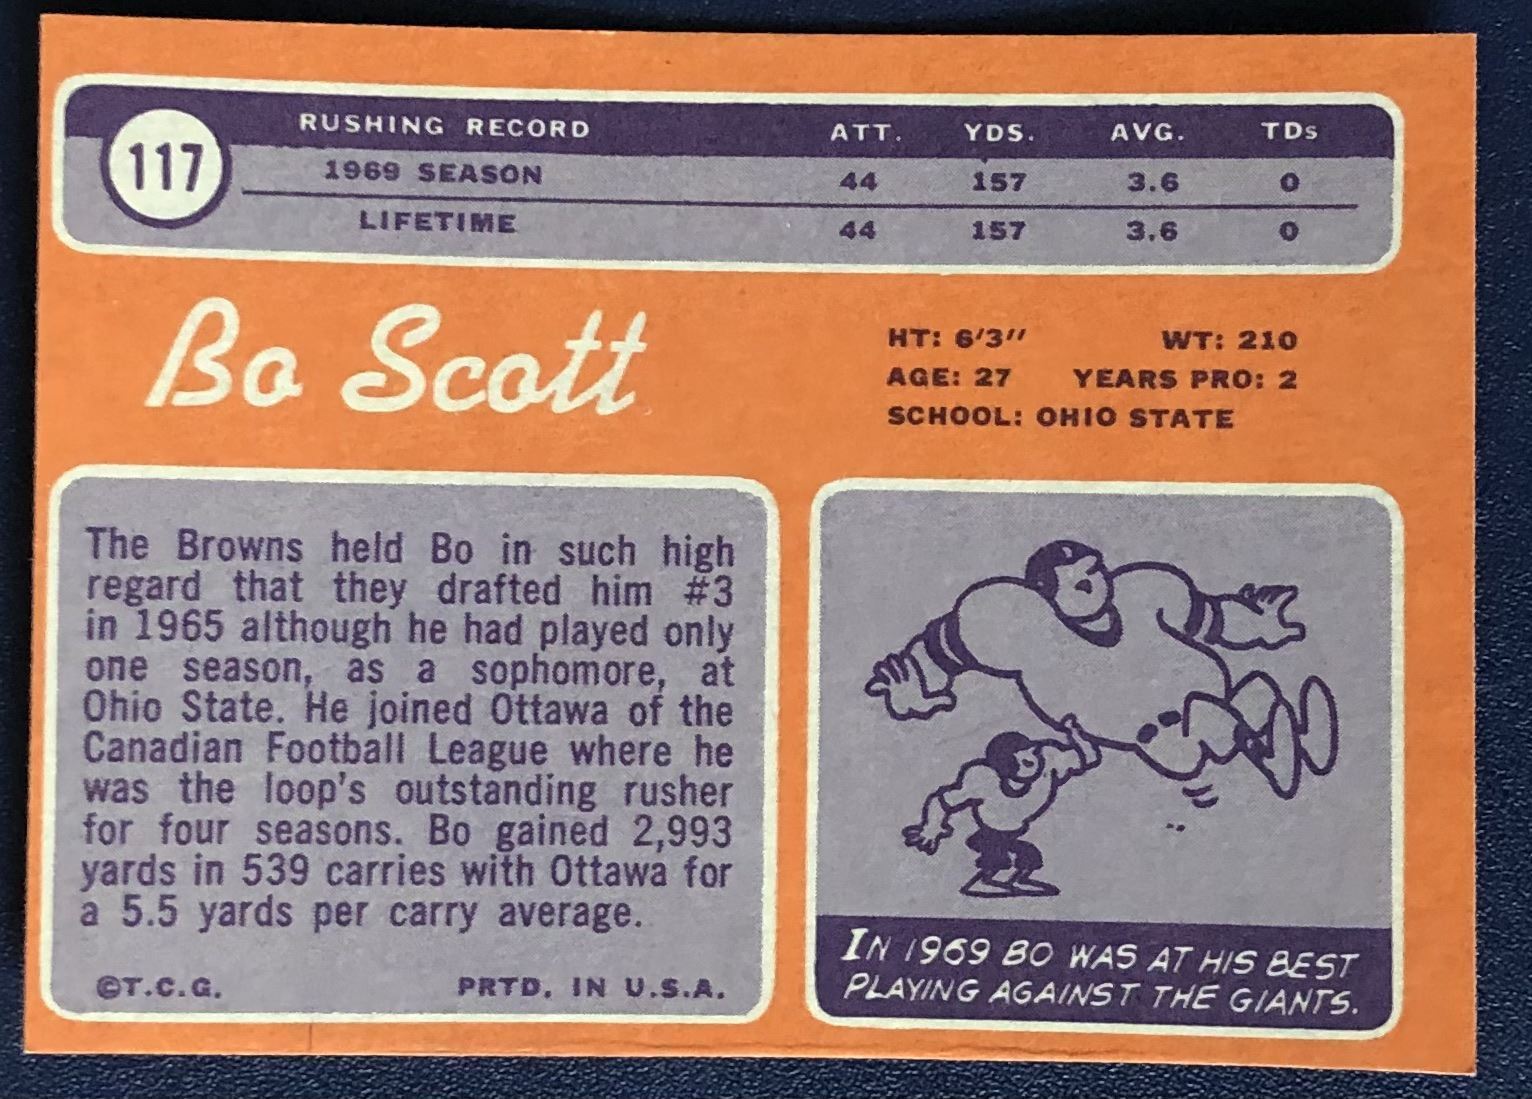 117
RUSHING RECORD ATT. YDS. AVG. TDs
1969 SEASON 44 157 3.6 0
LIFETIME 44 157 3.6 0
Bo Scott
HT: 6'3" WT: 210
AGE: 27 YEARS PRO: 2
SCHOOL: OHIO STATE
The Browns held Bo in such high
regard that they drafted him #3
in 1965 although he had played only
one season, as a sophomore, at
Ohio State. He joined Ottawa of the
Canadian Football League where he
was the loop's outstanding rusher
for four seasons. Bo gained 2,993
yards in 539 carries with Ottawa for
a 5.5 yards per carry average.
©T.C.G. PRTD. IN U.S.A.
IN 1969 BO WAS AT HIS BEST
PLAYING AGAINST THE GIANTS.